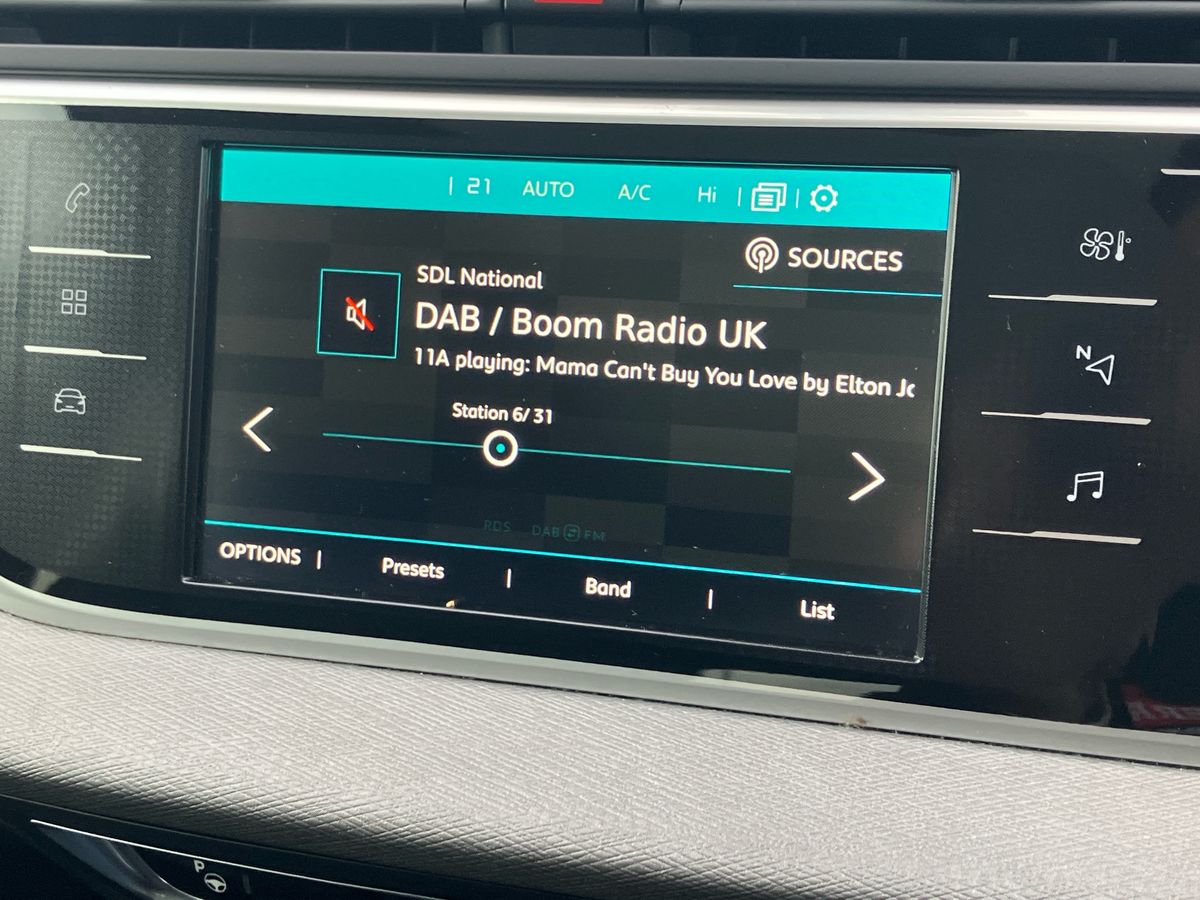 21 AUTO A/C Hi
SOURCES
SDL National
DAB / Boom Radio UK
11A playing: Mama Can't Buy You Love by Elton Jo
Station 6/31
RDS DAB FM
OPTIONS | Presets | Band | List
N
P